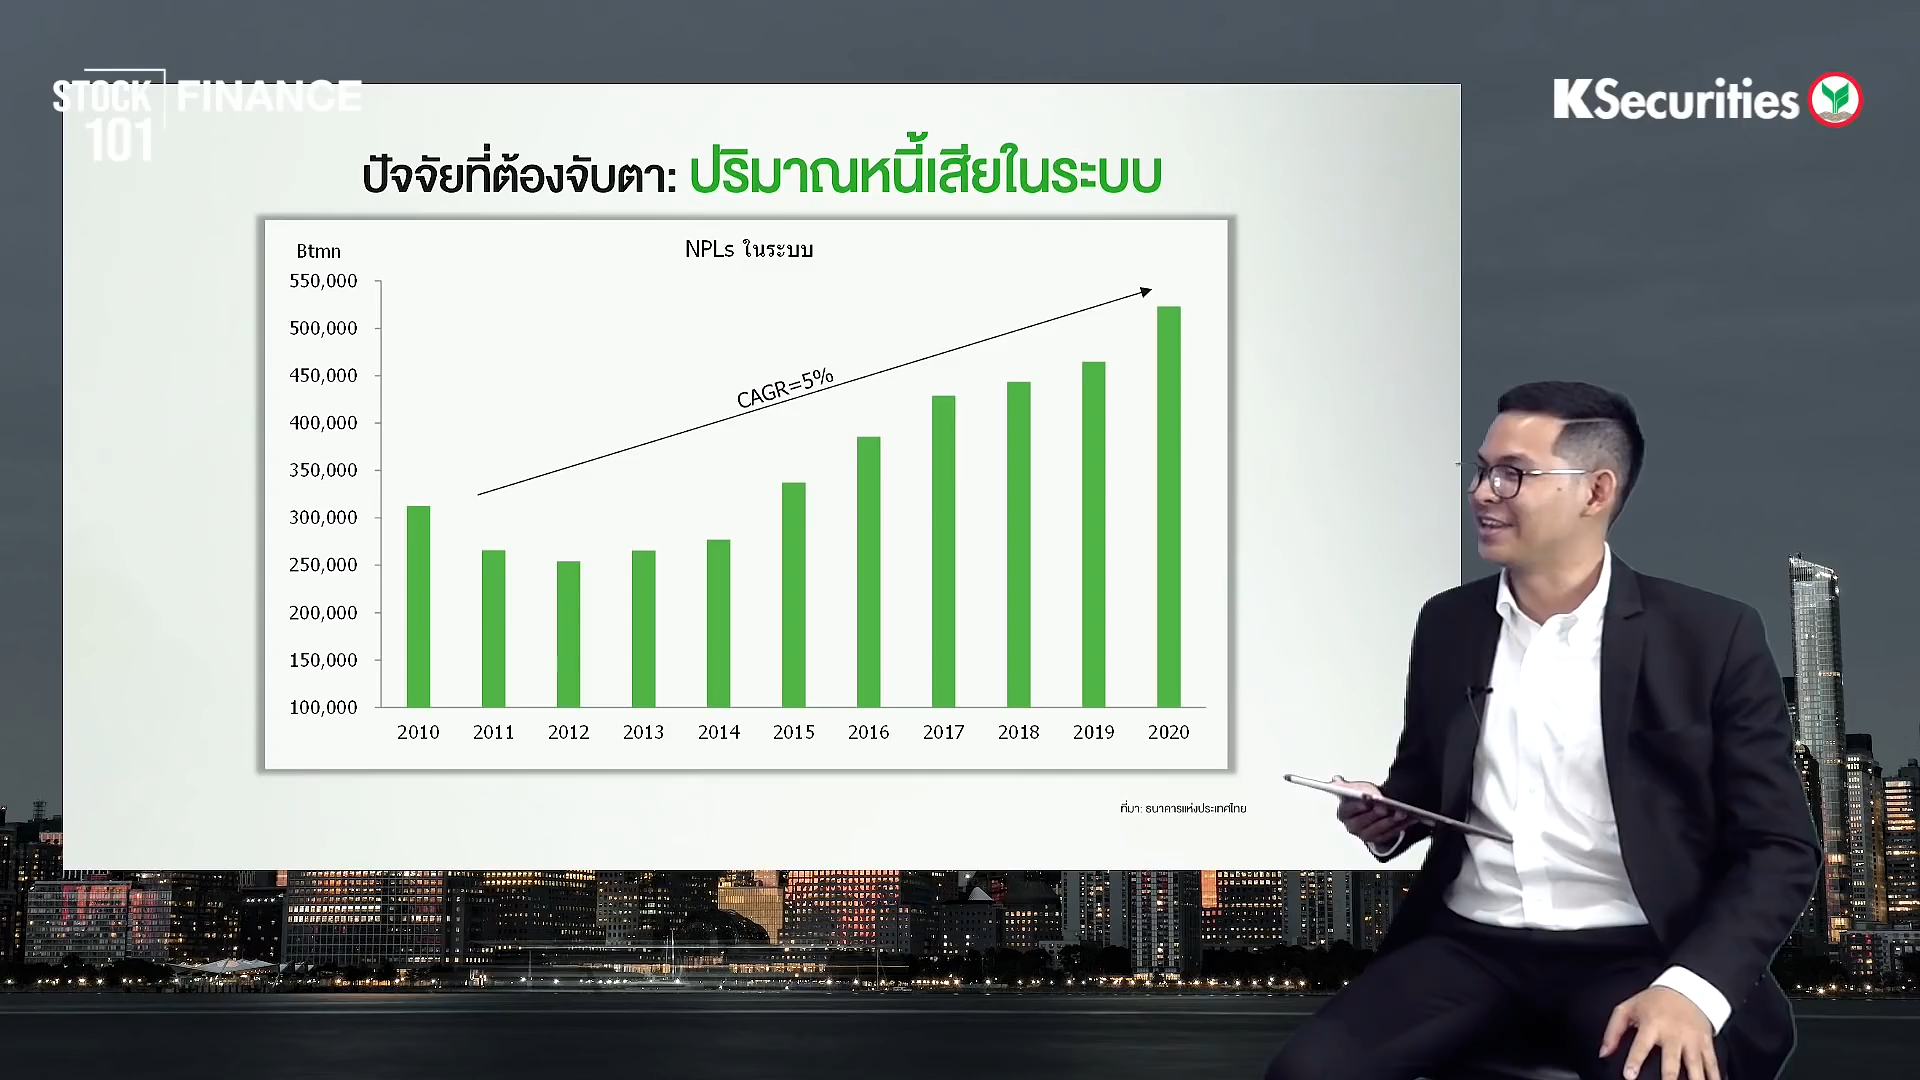 STOCK
101
FINANCE
KSecurities
ปัจจัยที่ต้องจับตา: ปริมาณหนี้เสียในระบบ
Btmn
NPLs ในระบบ
550,000
500,000
450,000
400,000
350,000
300,000
250,000
200,000
150,000
100,000
CAGR=5%
2010 2011 2012 2013 2014 2015 2016 2017 2018 2019 2020
ที่มา: ธนาคารแห่งประเทศไทย